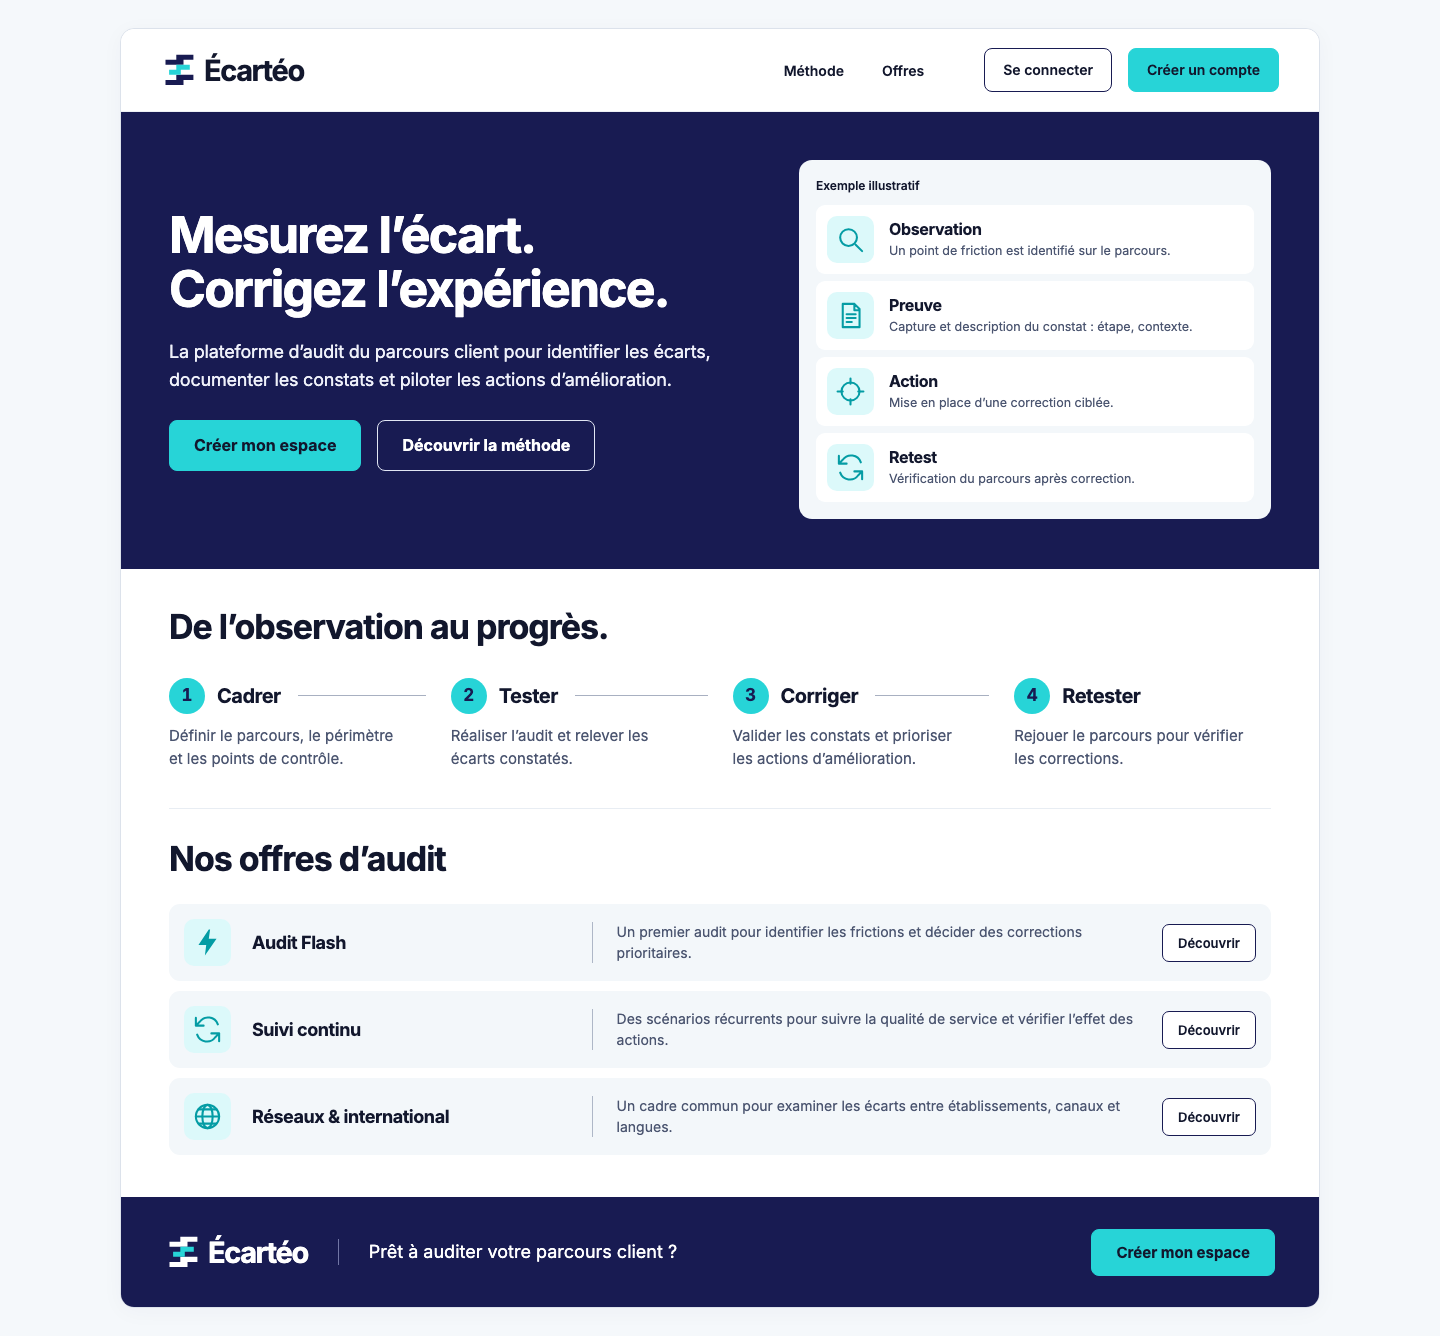 Écartéo
Méthode
Offres
Se connecter
Créer un compte
Mesurez l’écart.
Corrigez l’expérience.
La plateforme d’audit du parcours client pour identifier les écarts,
documenter les constats et piloter les actions d’amélioration.
Créer mon espace
Découvrir la méthode
Exemple illustratif
Observation
Un point de friction est identifié sur le parcours.
Preuve
Capture et description du constat : étape, contexte.
Action
Mise en place d’une correction ciblée.
Retest
Vérification du parcours après correction.
De l’observation au progrès.
1 Cadrer
Définir le parcours, le périmètre
et les points de contrôle.
2 Tester
Réaliser l’audit et relever les
écarts constatés.
3 Corriger
Valider les constats et prioriser
les actions d’amélioration.
4 Retester
Rejouer le parcours pour vérifier
les corrections.
Nos offres d’audit
Audit Flash
Un premier audit pour identifier les frictions et décider des corrections
prioritaires.
Découvrir
Suivi continu
Des scénarios récurrents pour suivre la qualité de service et vérifier l’effet des
actions.
Découvrir
Réseaux & international
Un cadre commun pour examiner les écarts entre établissements, canaux et
langues.
Découvrir
Écartéo
Prêt à auditer votre parcours client ?
Créer mon espace